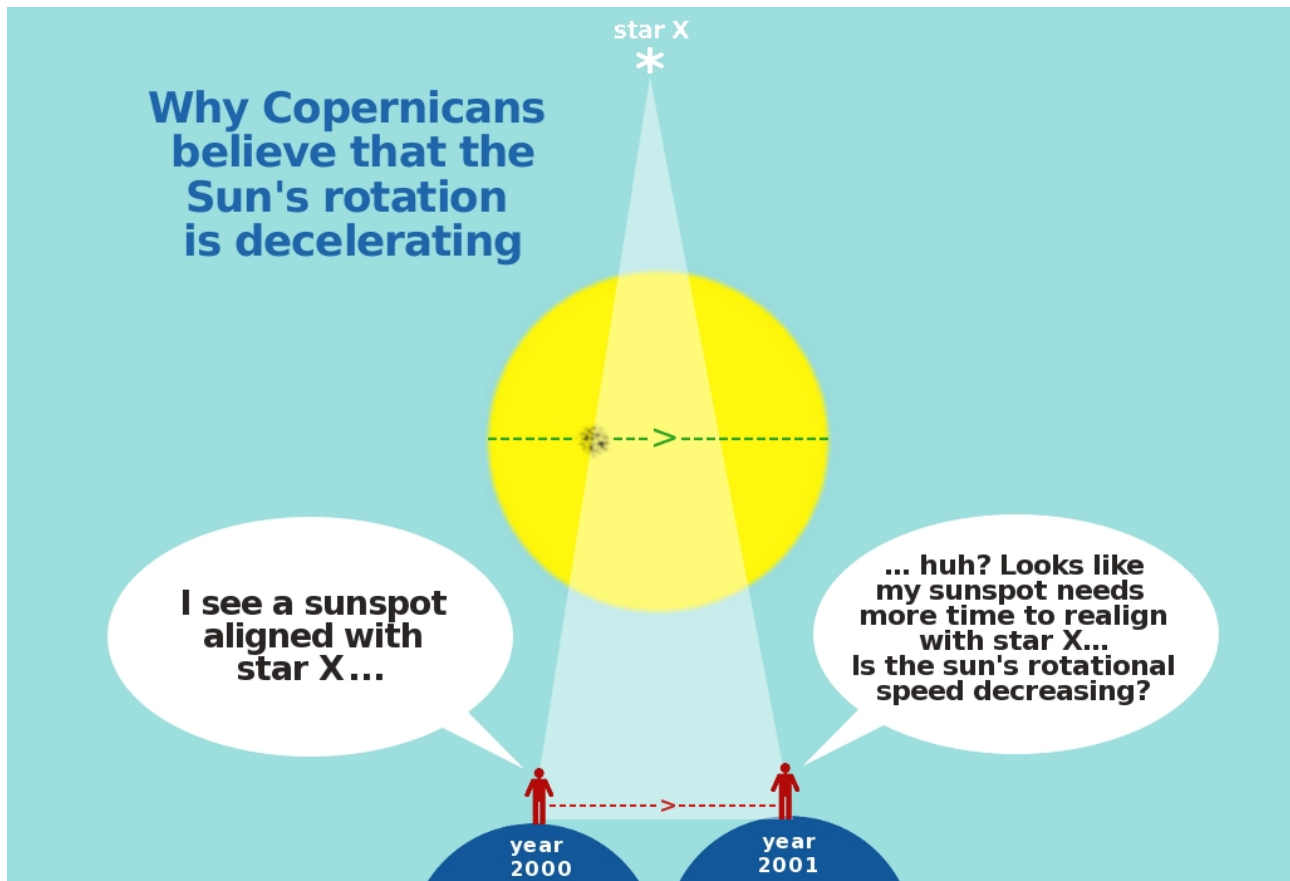 star X
*
Why Copernicans
believe that the
Sun's rotation
is decelerating
>
I see a sunspot
aligned with
star X...
... huh? Looks like
my sunspot needs
more time to realign
with star X...
Is the sun's rotational
speed decreasing?
>
year
2000
year
2001